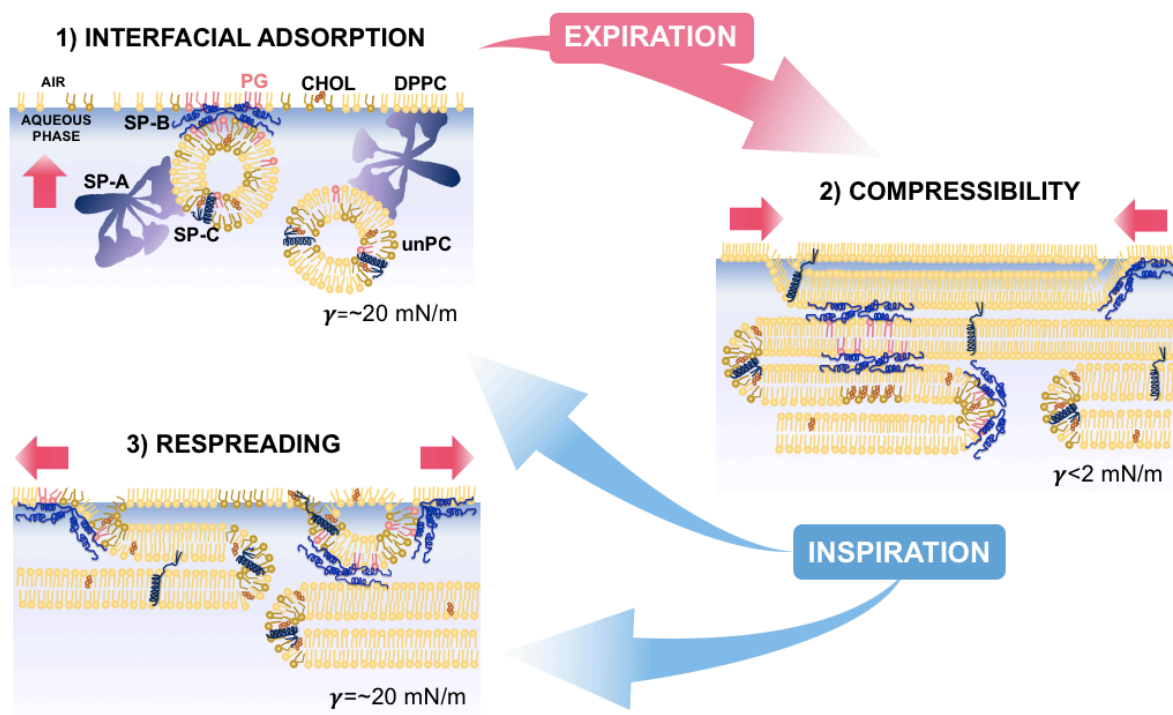 1) INTERFACIAL ADSORPTION
EXPIRATION
AIR
PG
CHOL
DPPC
AQUEOUS
PHASE
SP-B
SP-A
SP-C
unPC
γ=~20 mN/m
2) COMPRESSIBILITY
γ<2 mN/m
3) RESPREADING
INSPIRATION
γ=~20 mN/m